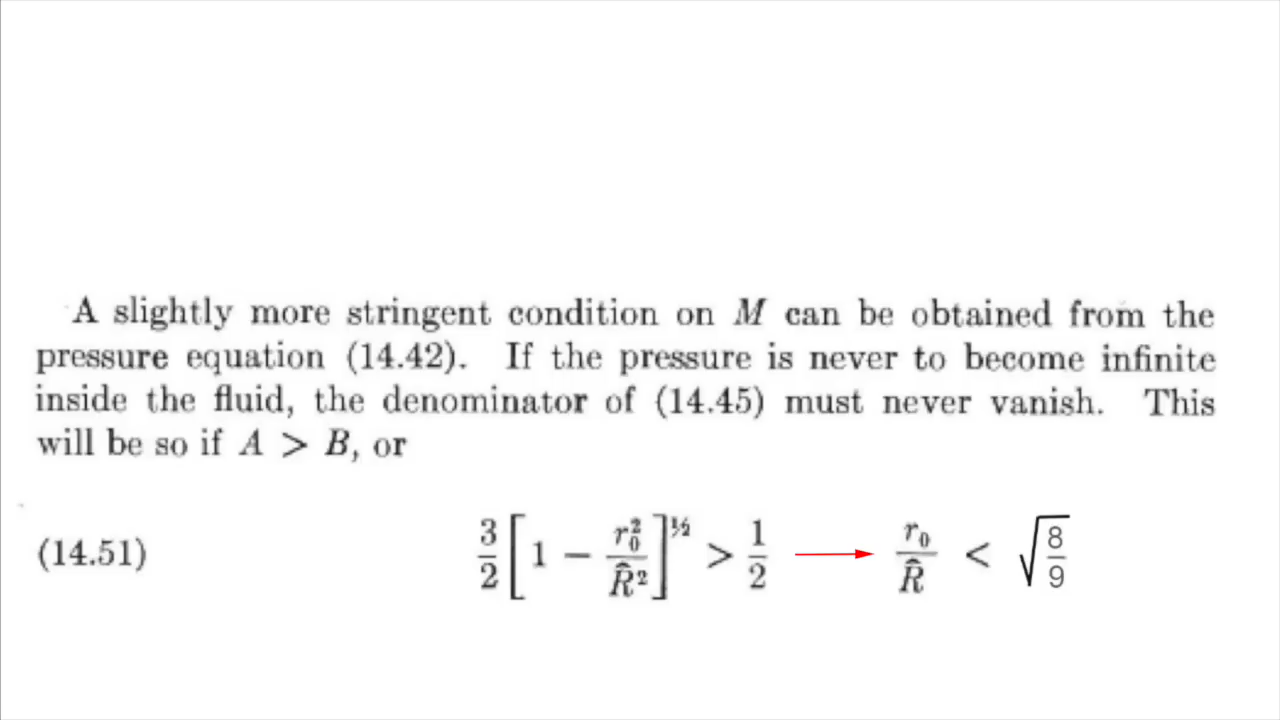 A slightly more stringent condition on M can be obtained from the
pressure equation (14.42). If the pressure is never to become infinite
inside the fluid, the denominator of (14.45) must never vanish. This
will be so if A > B, or
(14.51) 3/2 [1 − r₀²/R̂²]^½ > 1/2 ⟶ r₀/R̂ < √(8/9)